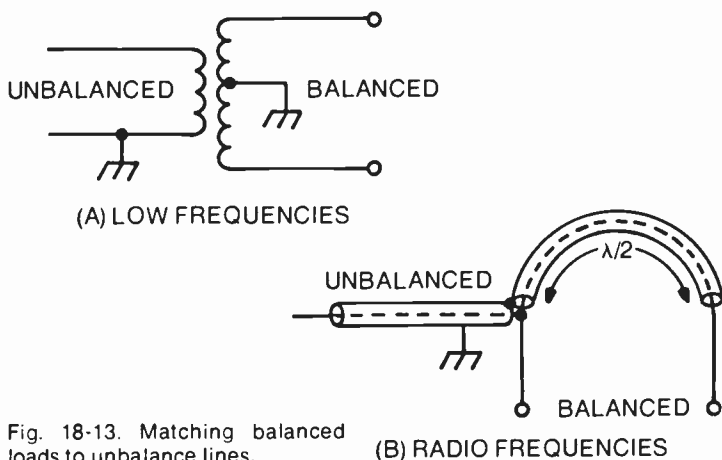 UNBALANCED
BALANCED
(A) LOW FREQUENCIES
λ/2
UNBALANCED
BALANCED
Fig. 18-13. Matching balanced
loads to unbalance lines.
(B) RADIO FREQUENCIES